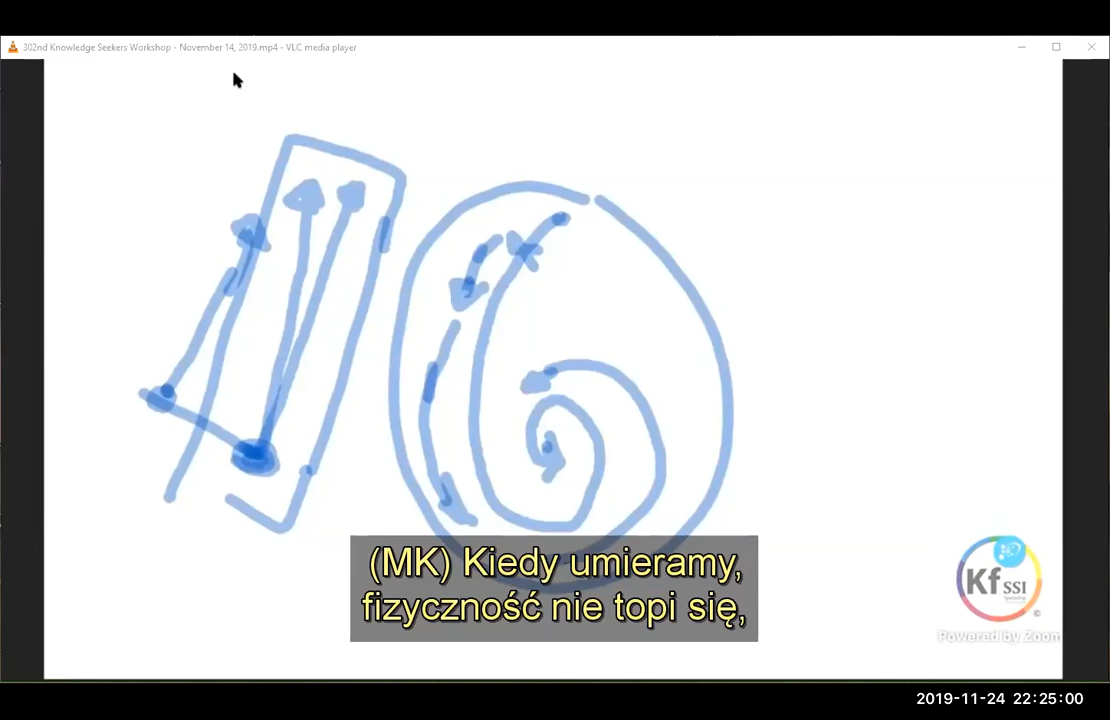 302nd Knowledge Seekers Workshop - November 14, 2019.mp4 - VLC media player
(MK) Kiedy umieramy,
fizyczność nie topi się,
Kf SSI
©
Powered by Zoom
2019-11-24 22:25:00